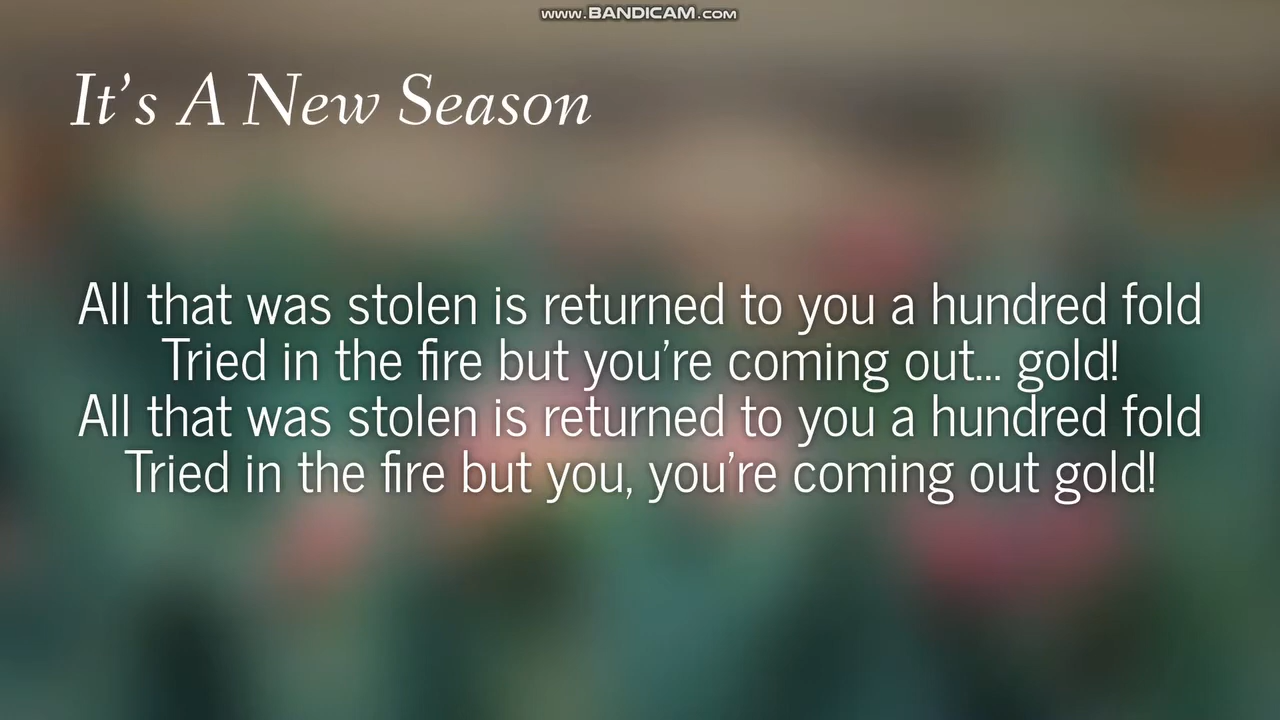 www.BANDICAM.com
It’s A New Season
All that was stolen is returned to you a hundred fold
Tried in the fire but you’re coming out... gold!
All that was stolen is returned to you a hundred fold
Tried in the fire but you, you’re coming out gold!